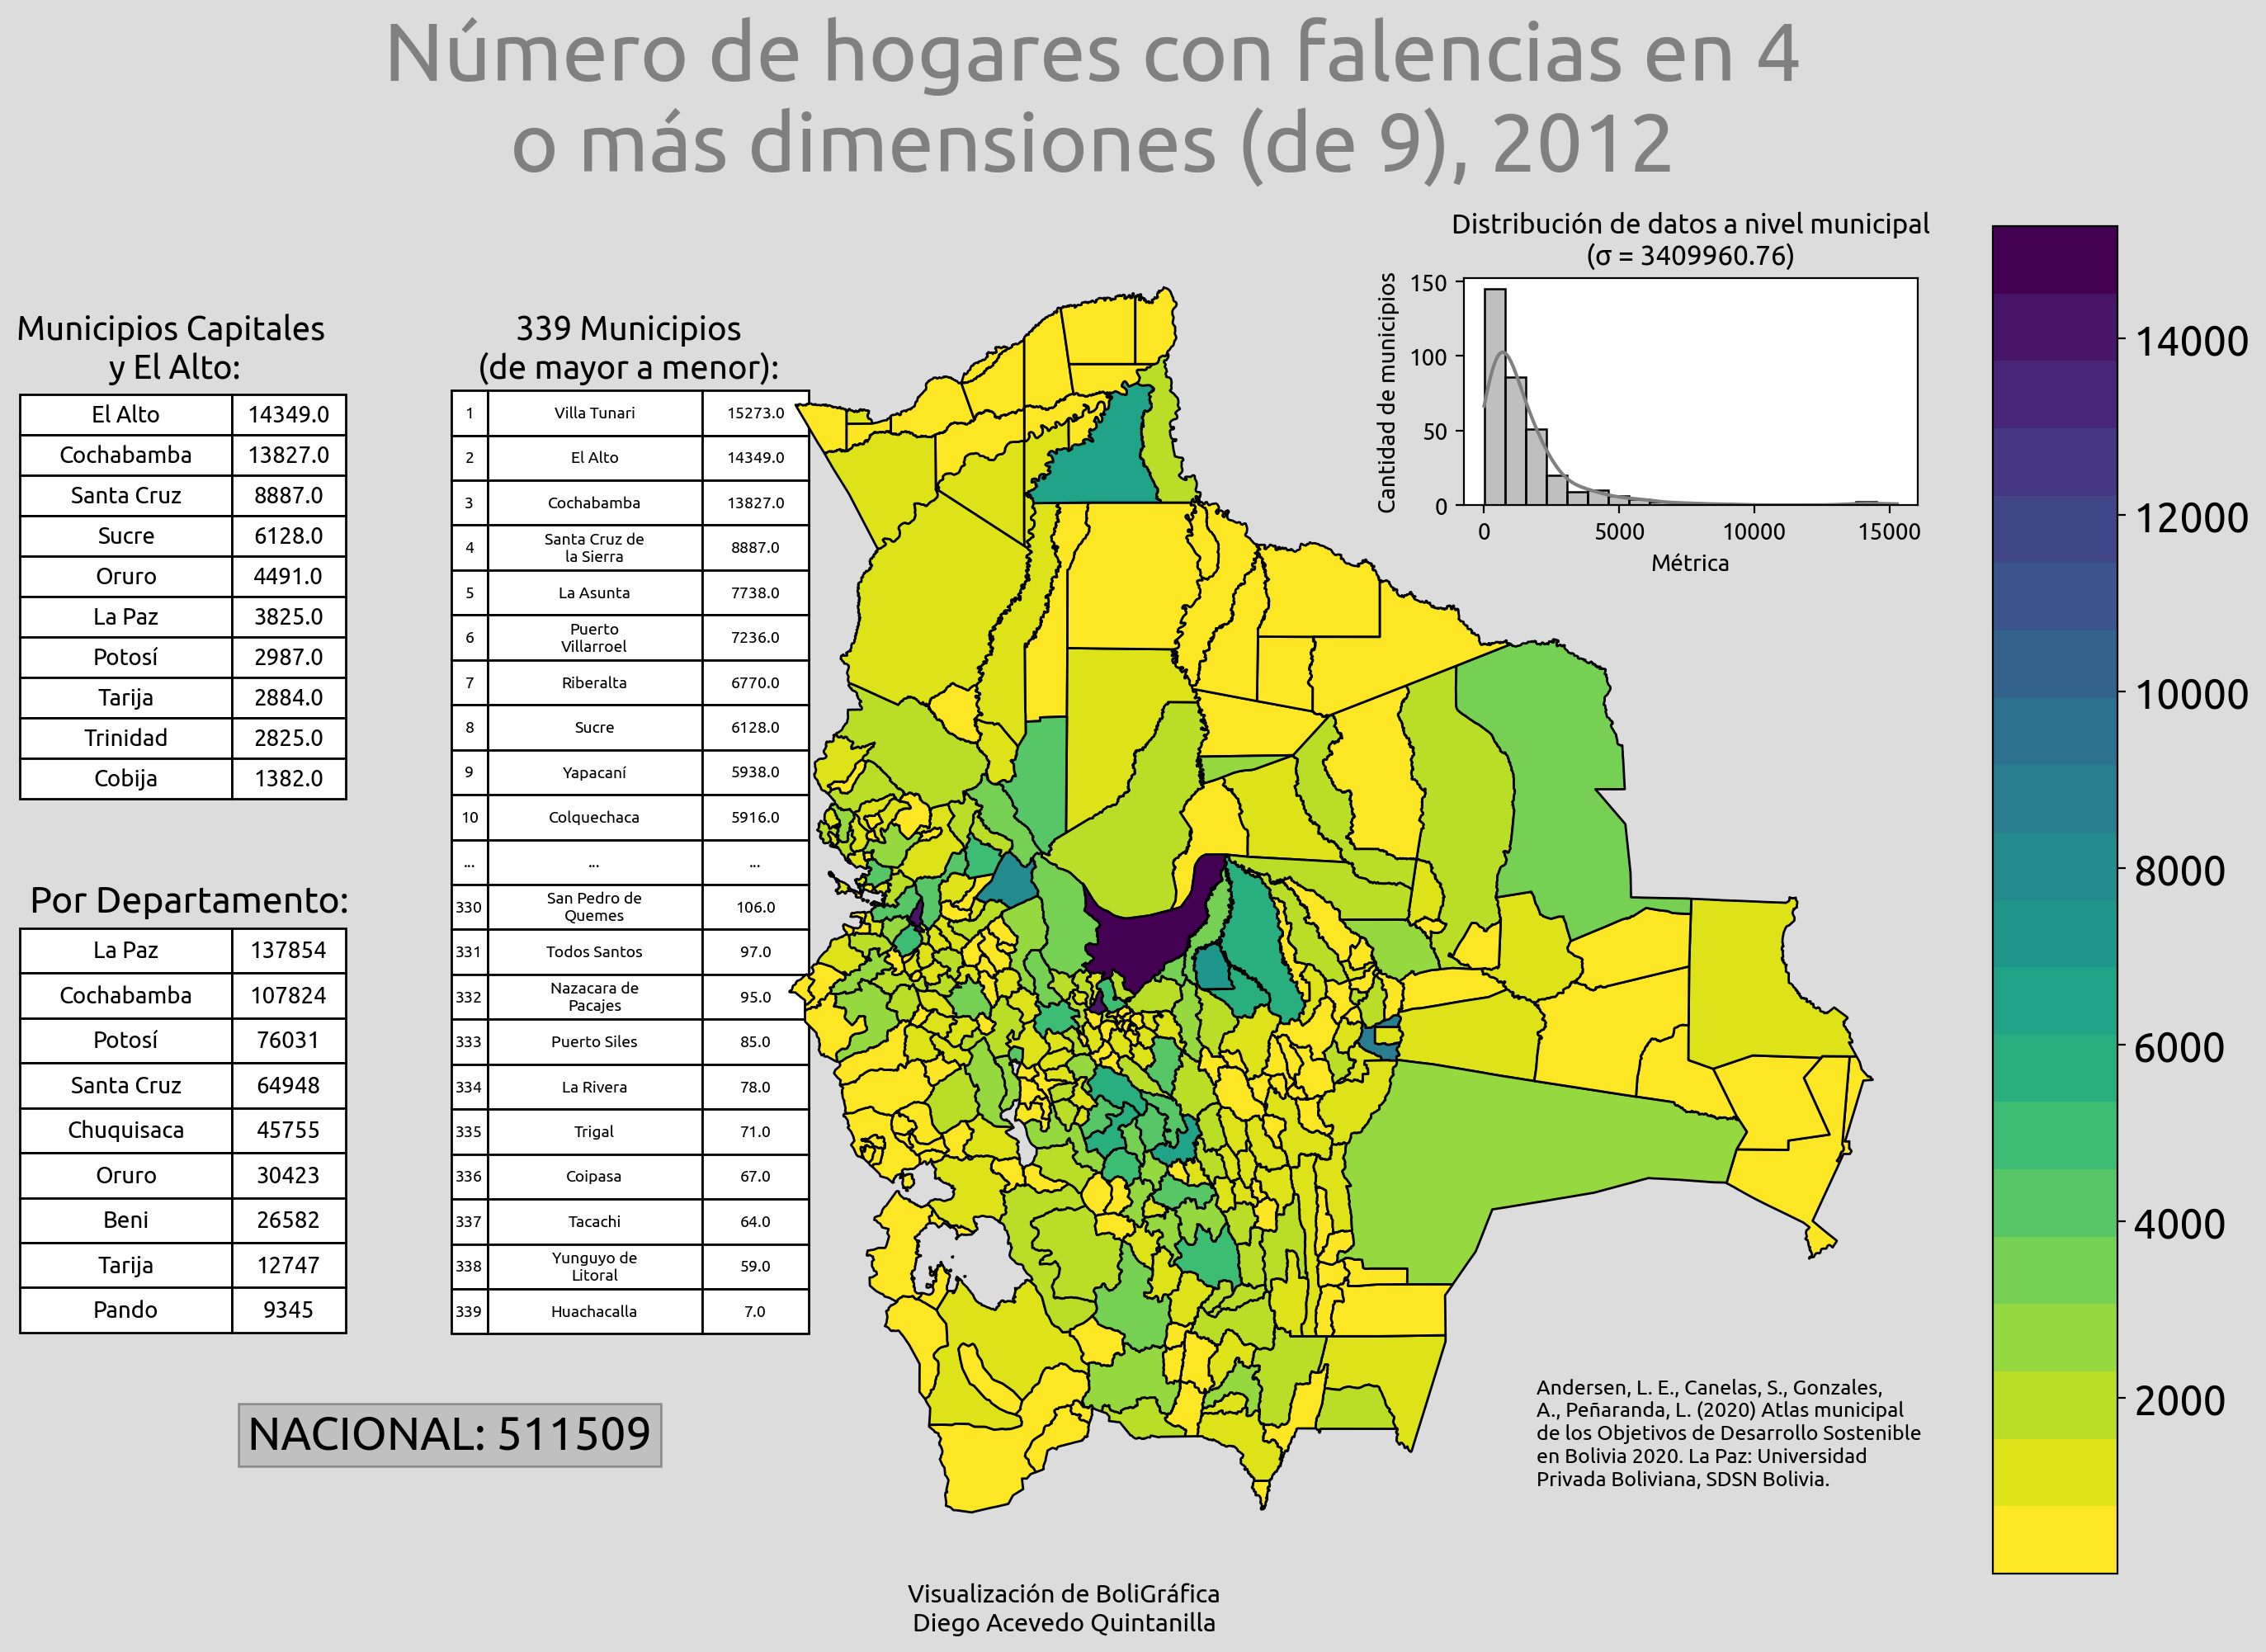 Número de hogares con falencias en 4
o más dimensiones (de 9), 2012
Municipios Capitales
y El Alto:
El Alto 14349.0
Cochabamba 13827.0
Santa Cruz 8887.0
Sucre 6128.0
Oruro 4491.0
La Paz 3825.0
Potosí 2987.0
Tarija 2884.0
Trinidad 2825.0
Cobija 1382.0
Por Departamento:
La Paz 137854
Cochabamba 107824
Potosí 76031
Santa Cruz 64948
Chuquisaca 45755
Oruro 30423
Beni 26582
Tarija 12747
Pando 9345
NACIONAL: 511509
339 Municipios
(de mayor a menor):
1 Villa Tunari 15273.0
2 El Alto 14349.0
3 Cochabamba 13827.0
4 Santa Cruz de
la Sierra 8887.0
5 La Asunta 7738.0
6 Puerto
Villarroel 7236.0
7 Riberalta 6770.0
8 Sucre 6128.0
9 Yapacaní 5938.0
10 Colquechaca 5916.0
... ... ...
330 San Pedro de
Quemes 106.0
331 Todos Santos 97.0
332 Nazacara de
Pacajes 95.0
333 Puerto Siles 85.0
334 La Rivera 78.0
335 Trigal 71.0
336 Coipasa 67.0
337 Tacachi 64.0
338 Yunguyo de
Litoral 59.0
339 Huachacalla 7.0
Distribución de datos a nivel municipal
(σ = 3409960.76)
Cantidad de municipios
150
100
50
0
0 5000 10000 15000
Métrica
14000
12000
10000
8000
6000
4000
2000
Andersen, L. E., Canelas, S., Gonzales,
A., Peñaranda, L. (2020) Atlas municipal
de los Objetivos de Desarrollo Sostenible
en Bolivia 2020. La Paz: Universidad
Privada Boliviana, SDSN Bolivia.
Visualización de BoliGráfica
Diego Acevedo Quintanilla